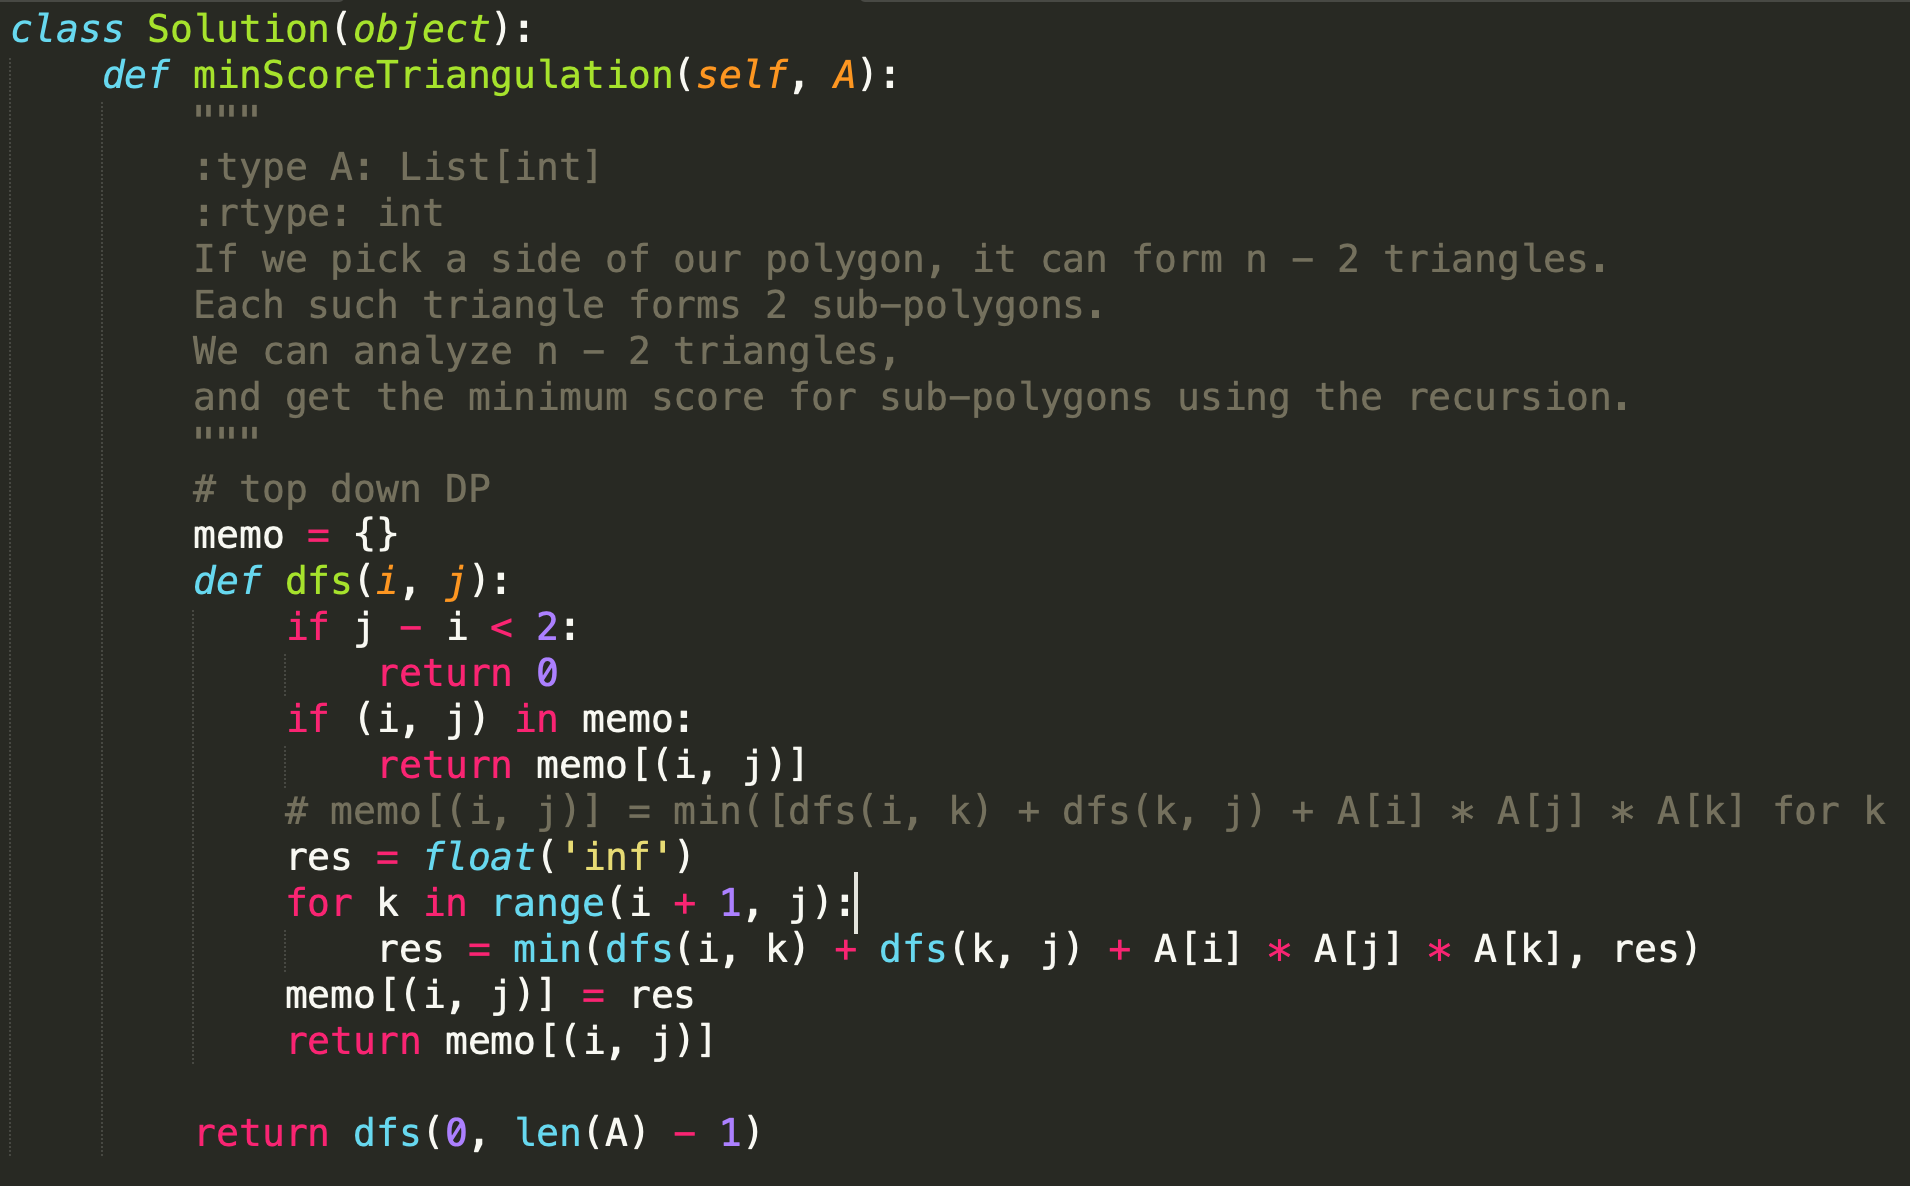 class Solution(object):
    def minScoreTriangulation(self, A):
        """
        :type A: List[int]
        :rtype: int
        If we pick a side of our polygon, it can form n - 2 triangles.
        Each such triangle forms 2 sub-polygons.
        We can analyze n - 2 triangles,
        and get the minimum score for sub-polygons using the recursion.
        """
        # top down DP
        memo = {}
        def dfs(i, j):
            if j - i < 2:
                return 0
            if (i, j) in memo:
                return memo[(i, j)]
            # memo[(i, j)] = min([dfs(i, k) + dfs(k, j) + A[i] * A[j] * A[k] for k
            res = float('inf')
            for k in range(i + 1, j):
                res = min(dfs(i, k) + dfs(k, j) + A[i] * A[j] * A[k], res)
            memo[(i, j)] = res
            return memo[(i, j)]

        return dfs(0, len(A) - 1)